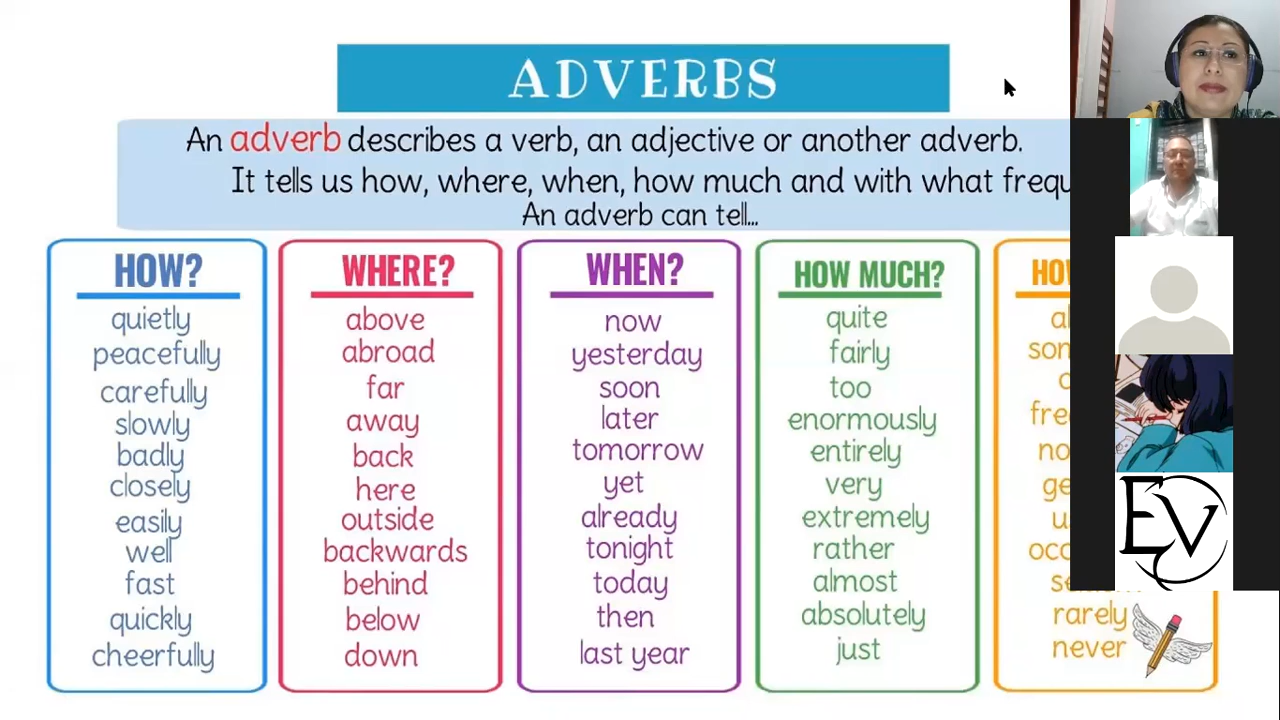 ADVERBS
An adverb describes a verb, an adjective or another adverb.
It tells us how, where, when, how much and with what
An adverb can tell...
HOW?
quietly
peacefully
carefully
slowly
badly
closely
easily
well
fast
quickly
cheerfully
WHERE?
above
abroad
far
away
back
here
outside
backwards
behind
below
down
WHEN?
now
yesterday
soon
later
tomorrow
yet
already
tonight
today
then
last year
HOW MUCH?
quite
fairly
too
enormously
entirely
very
extremely
rather
almost
absolutely
just
rarely
never
EV